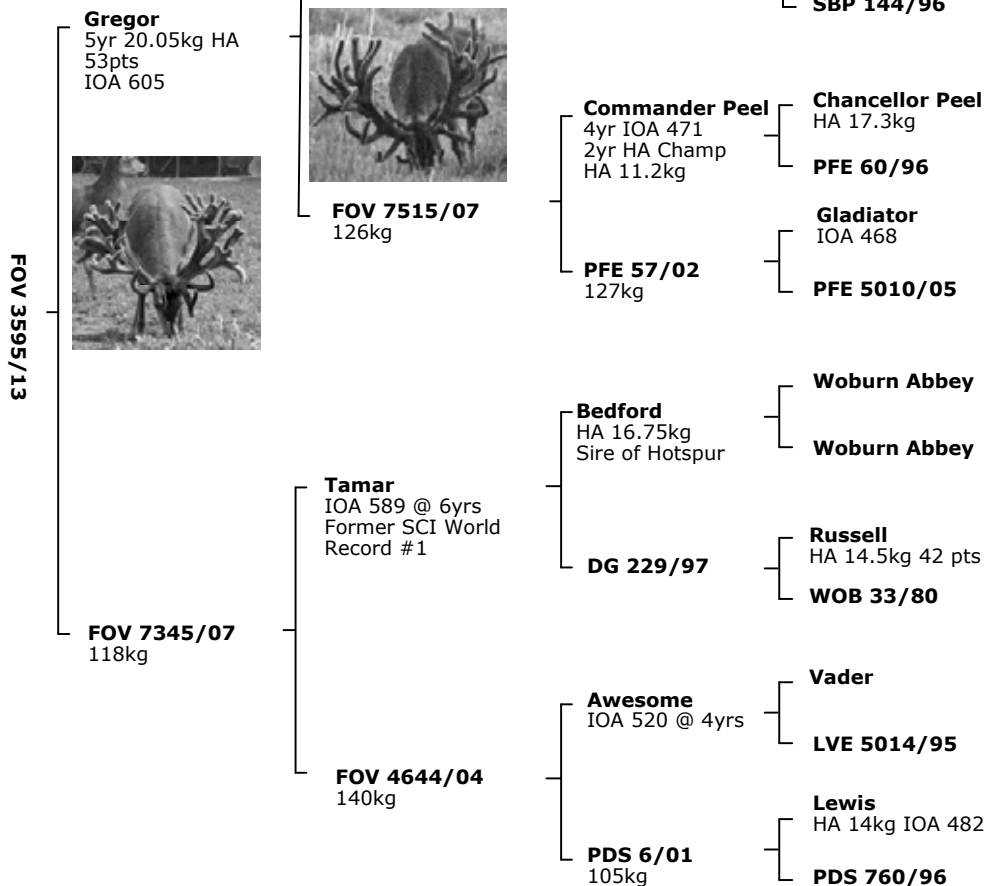 SBP 144/96
Gregor
5yr 20.05kg HA
53pts
IOA 605
FOV 7515/07
126kg
Commander Peel
4yr IOA 471
2yr HA Champ
HA 11.2kg
Chancellor Peel
HA 17.3kg
PFE 60/96
PFE 57/02
127kg
Gladiator
IOA 468
PFE 5010/05
FOV 3595/13
FOV 7345/07
118kg
Tamar
IOA 589 @ 6yrs
Former SCI World
Record #1
Bedford
HA 16.75kg
Sire of Hotspur
Woburn Abbey
Woburn Abbey
DG 229/97
Russell
HA 14.5kg 42 pts
WOB 33/80
FOV 4644/04
140kg
Awesome
IOA 520 @ 4yrs
Vader
LVE 5014/95
PDS 6/01
105kg
Lewis
HA 14kg IOA 482
PDS 760/96